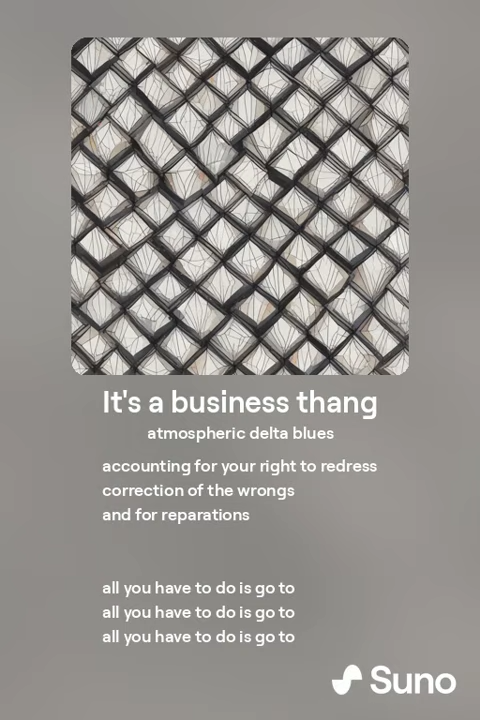 It's a business thang
atmospheric delta blues
accounting for your right to redress
correction of the wrongs
and for reparations
all you have to do is go to
all you have to do is go to
all you have to do is go to
Suno